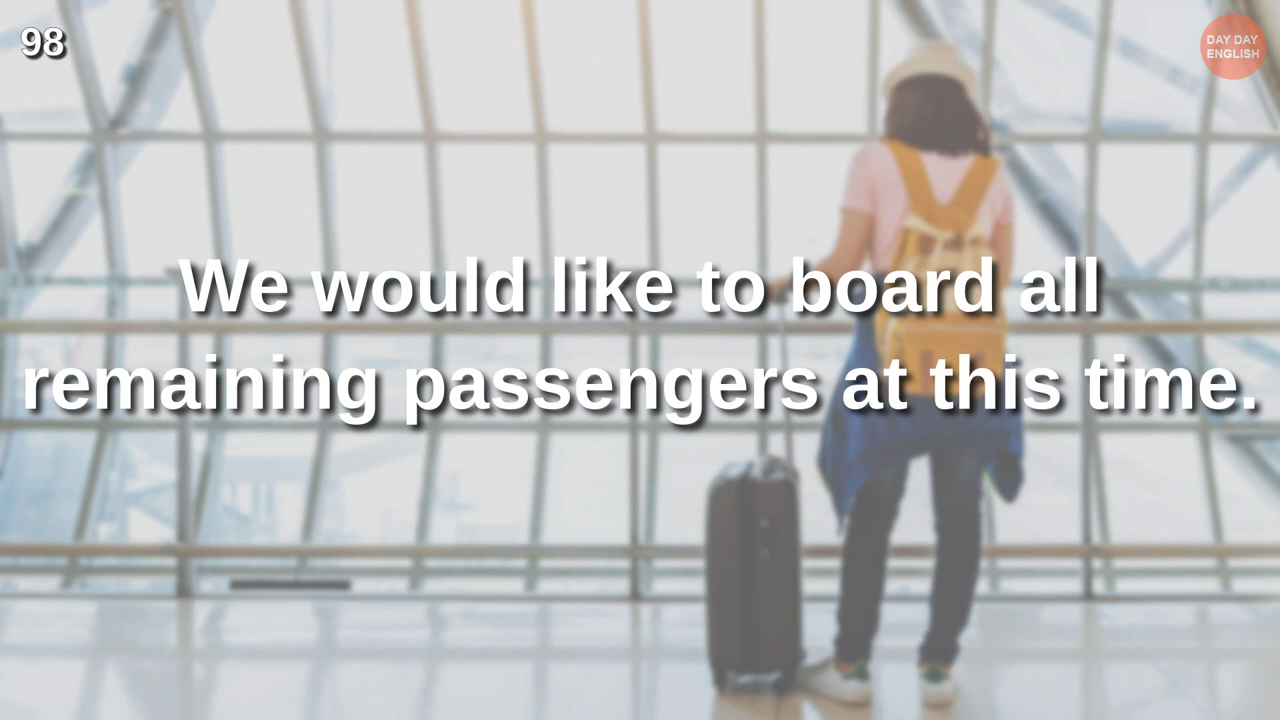 98
DAY DAY
ENGLISH
We would like to board all
remaining passengers at this time.